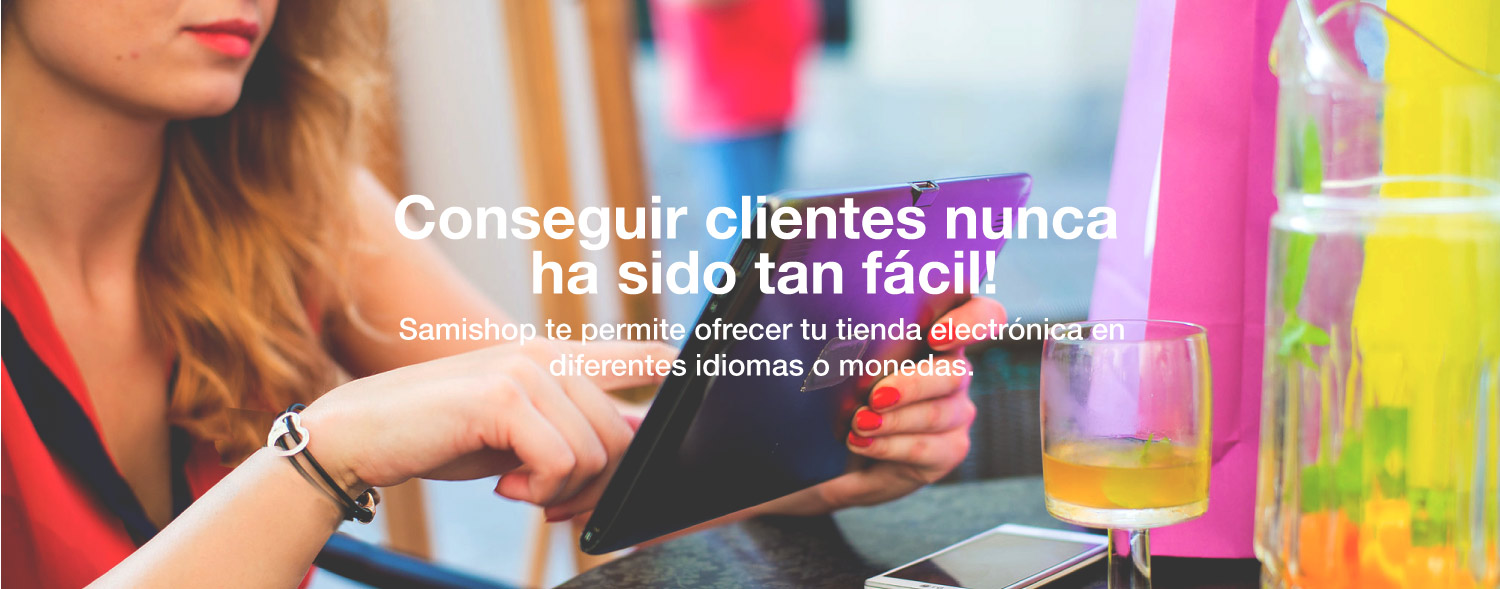 Conseguir clientes nunca
ha sido tan fácil!
Samishop te permite ofrecer tu tienda electrónica en
diferentes idiomas o monedas.